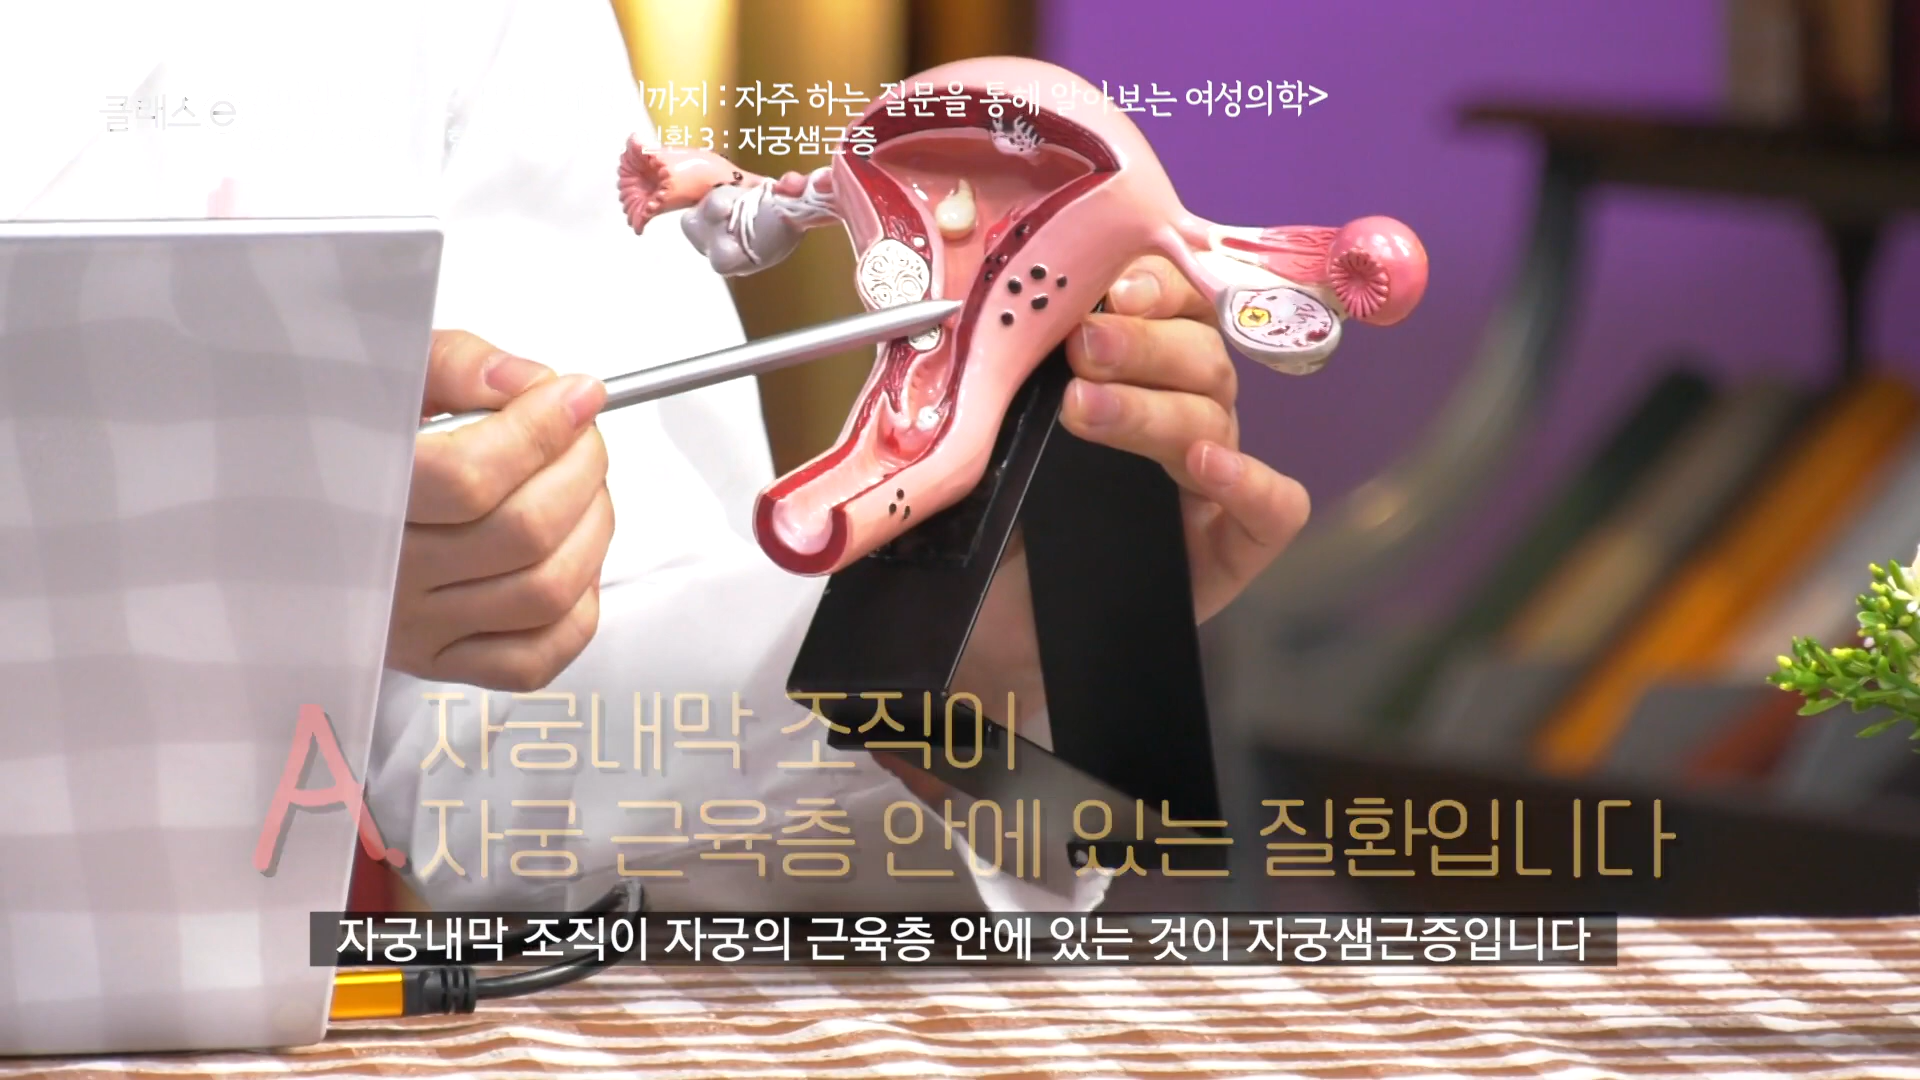 클래스 e
까지 : 자주 하는 질문을 통해 알아보는 여성의학>
질환 3 : 자궁샘근증
A. 자궁내막 조직이
자궁 근육층 안에 있는 질환입니다
자궁내막 조직이 자궁의 근육층 안에 있는 것이 자궁샘근증입니다